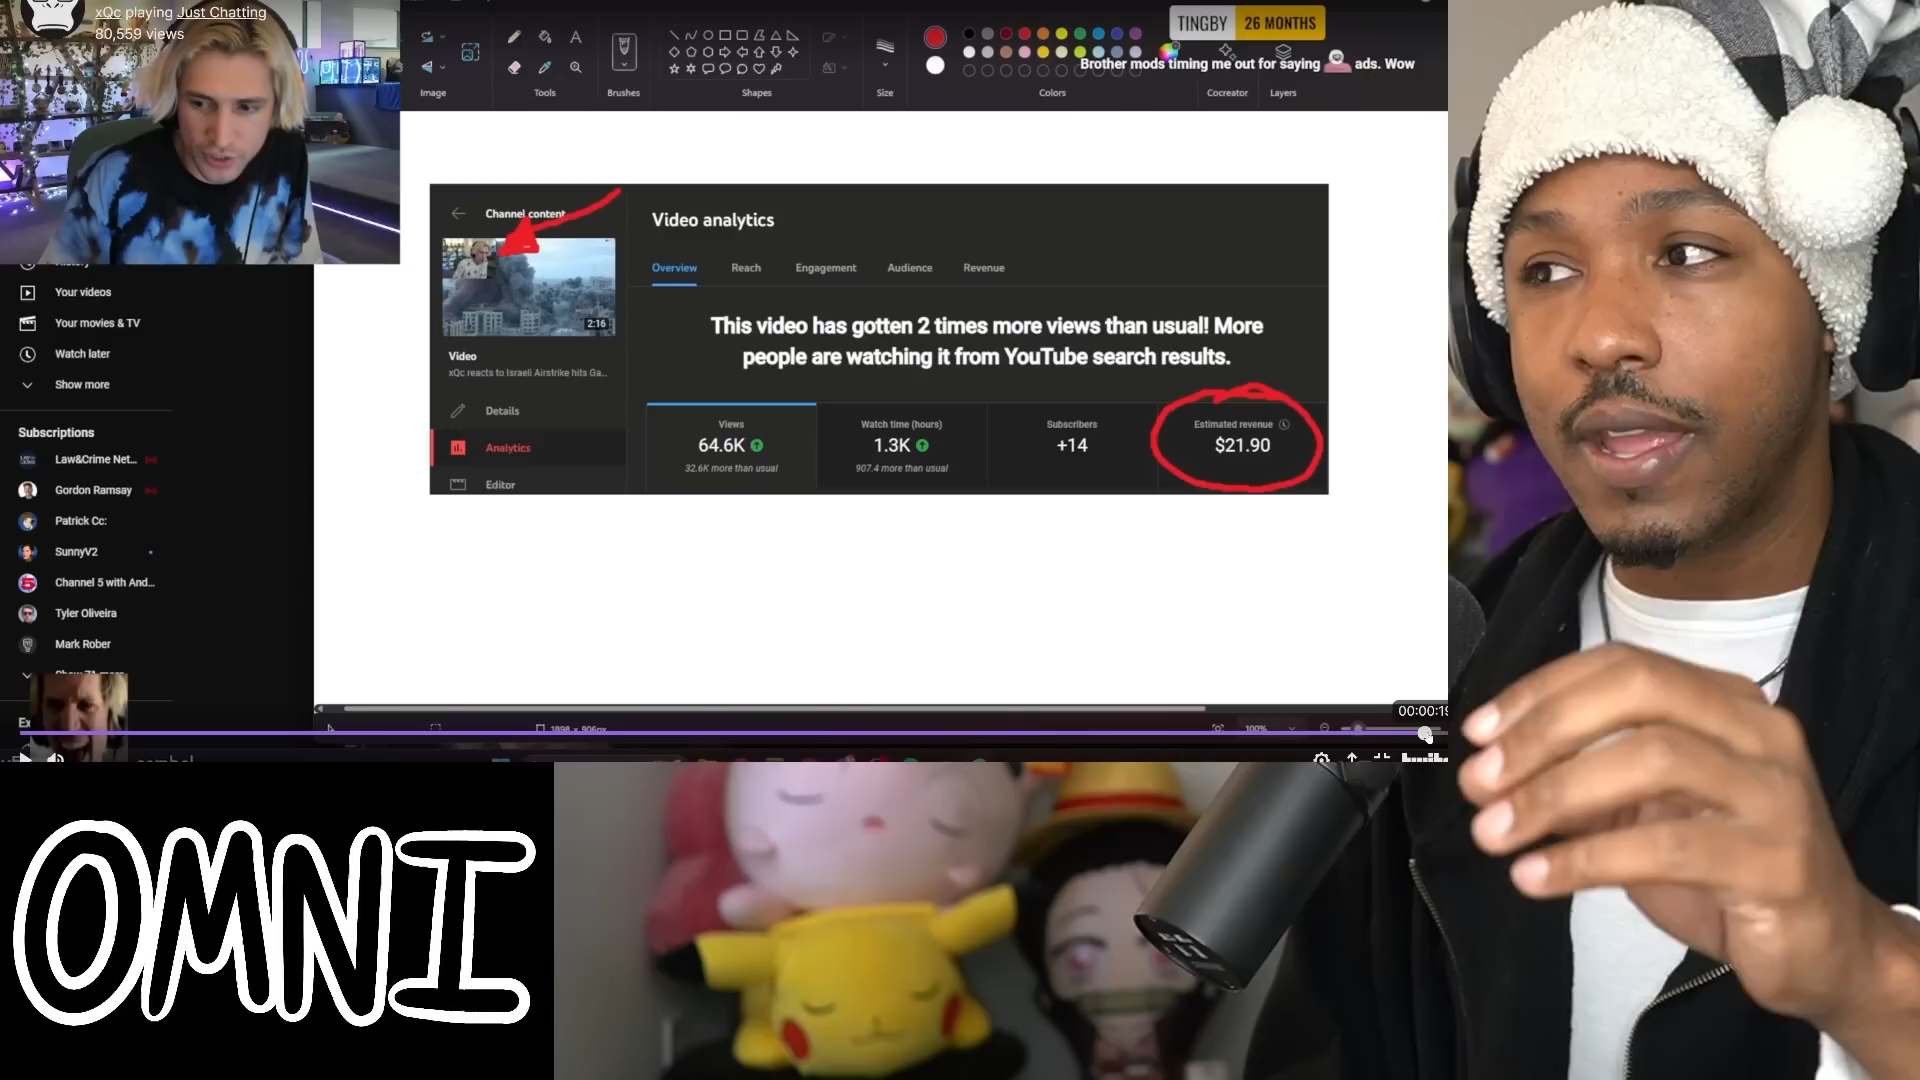 xQc playing Just Chatting
80,559 views
TINGBY 26 MONTHS
Brother mods timing me out for saying ads. Wow
Image
Tools
Brushes
Shapes
Size
Colors
Cocreator
Layers
Your videos
Your movies & TV
Watch later
Show more
Subscriptions
Law&Crime Net...
Gordon Ramsay
Patrick Cc:
SunnyV2
Channel 5 with And...
Tyler Oliveira
Mark Rober
Channel content
2:16
Video
xQc reacts to Israeli Airstrike hits Ga...
Details
Analytics
Editor
Video analytics
Overview Reach Engagement Audience Revenue
This video has gotten 2 times more views than usual! More
people are watching it from YouTube search results.
Views
64.6K
32.6K more than usual
Watch time (hours)
1.3K
907.4 more than usual
Subscribers
+14
Estimated revenue
$21.90
00:00:19
100%
OMNI